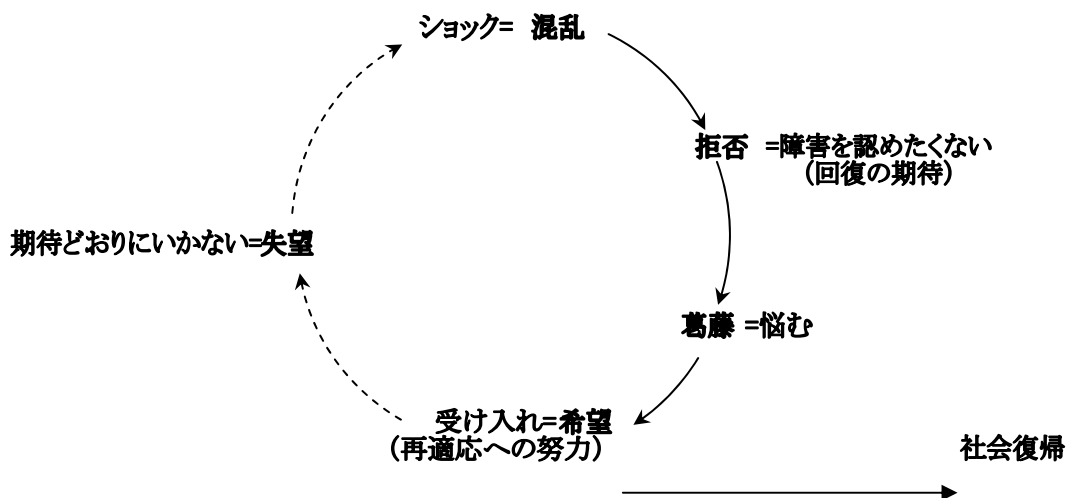 ショック= 混乱
拒否 =障害を認めたくない
(回復の期待)
期待どおりにいかない=失望
葛藤 =悩む
受け入れ=希望
(再適応への努力)
社会復帰